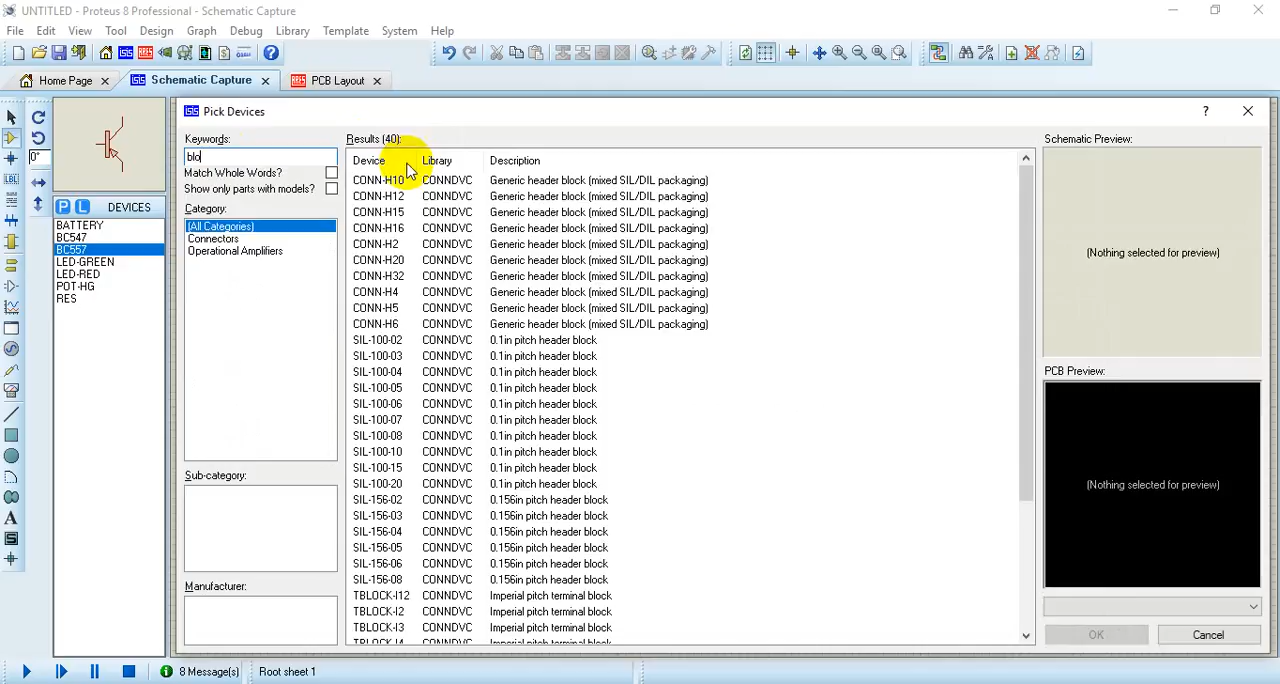 UNTITLED - Proteus 8 Professional - Schematic Capture
File Edit View Tool Design Graph Debug Library Template System Help
Home Page Schematic Capture PCB Layout
Pick Devices
Keywords:
blo
Match Whole Words?
Show only parts with models?
Category:
(All Categories)
Connectors
Operational Amplifiers
Sub-category:
Manufacturer:
Results (40):
Device Library Description
CONN-H10 CONNDVC Generic header block (mixed SIL/DIL packaging)
CONN-H12 CONNDVC Generic header block (mixed SIL/DIL packaging)
CONN-H15 CONNDVC Generic header block (mixed SIL/DIL packaging)
CONN-H16 CONNDVC Generic header block (mixed SIL/DIL packaging)
CONN-H2 CONNDVC Generic header block (mixed SIL/DIL packaging)
CONN-H20 CONNDVC Generic header block (mixed SIL/DIL packaging)
CONN-H32 CONNDVC Generic header block (mixed SIL/DIL packaging)
CONN-H4 CONNDVC Generic header block (mixed SIL/DIL packaging)
CONN-H5 CONNDVC Generic header block (mixed SIL/DIL packaging)
CONN-H6 CONNDVC Generic header block (mixed SIL/DIL packaging)
SIL-100-02 CONNDVC 0.1in pitch header block
SIL-100-03 CONNDVC 0.1in pitch header block
SIL-100-04 CONNDVC 0.1in pitch header block
SIL-100-05 CONNDVC 0.1in pitch header block
SIL-100-06 CONNDVC 0.1in pitch header block
SIL-100-07 CONNDVC 0.1in pitch header block
SIL-100-08 CONNDVC 0.1in pitch header block
SIL-100-10 CONNDVC 0.1in pitch header block
SIL-100-15 CONNDVC 0.1in pitch header block
SIL-100-20 CONNDVC 0.1in pitch header block
SIL-156-02 CONNDVC 0.156in pitch header block
SIL-156-03 CONNDVC 0.156in pitch header block
SIL-156-04 CONNDVC 0.156in pitch header block
SIL-156-05 CONNDVC 0.156in pitch header block
SIL-156-06 CONNDVC 0.156in pitch header block
SIL-156-08 CONNDVC 0.156in pitch header block
TBLOCK-I12 CONNDVC Imperial pitch terminal block
TBLOCK-I2 CONNDVC Imperial pitch terminal block
TBLOCK-I3 CONNDVC Imperial pitch terminal block
TBLOCK-I4 CONNDVC Imperial pitch terminal block
Schematic Preview:
(Nothing selected for preview)
PCB Preview:
(Nothing selected for preview)
OK Cancel
0°
LBL
P L DEVICES
BATTERY
BC547
BC557
LED-GREEN
LED-RED
POT-HG
RES
8 Message(s) Root sheet 1